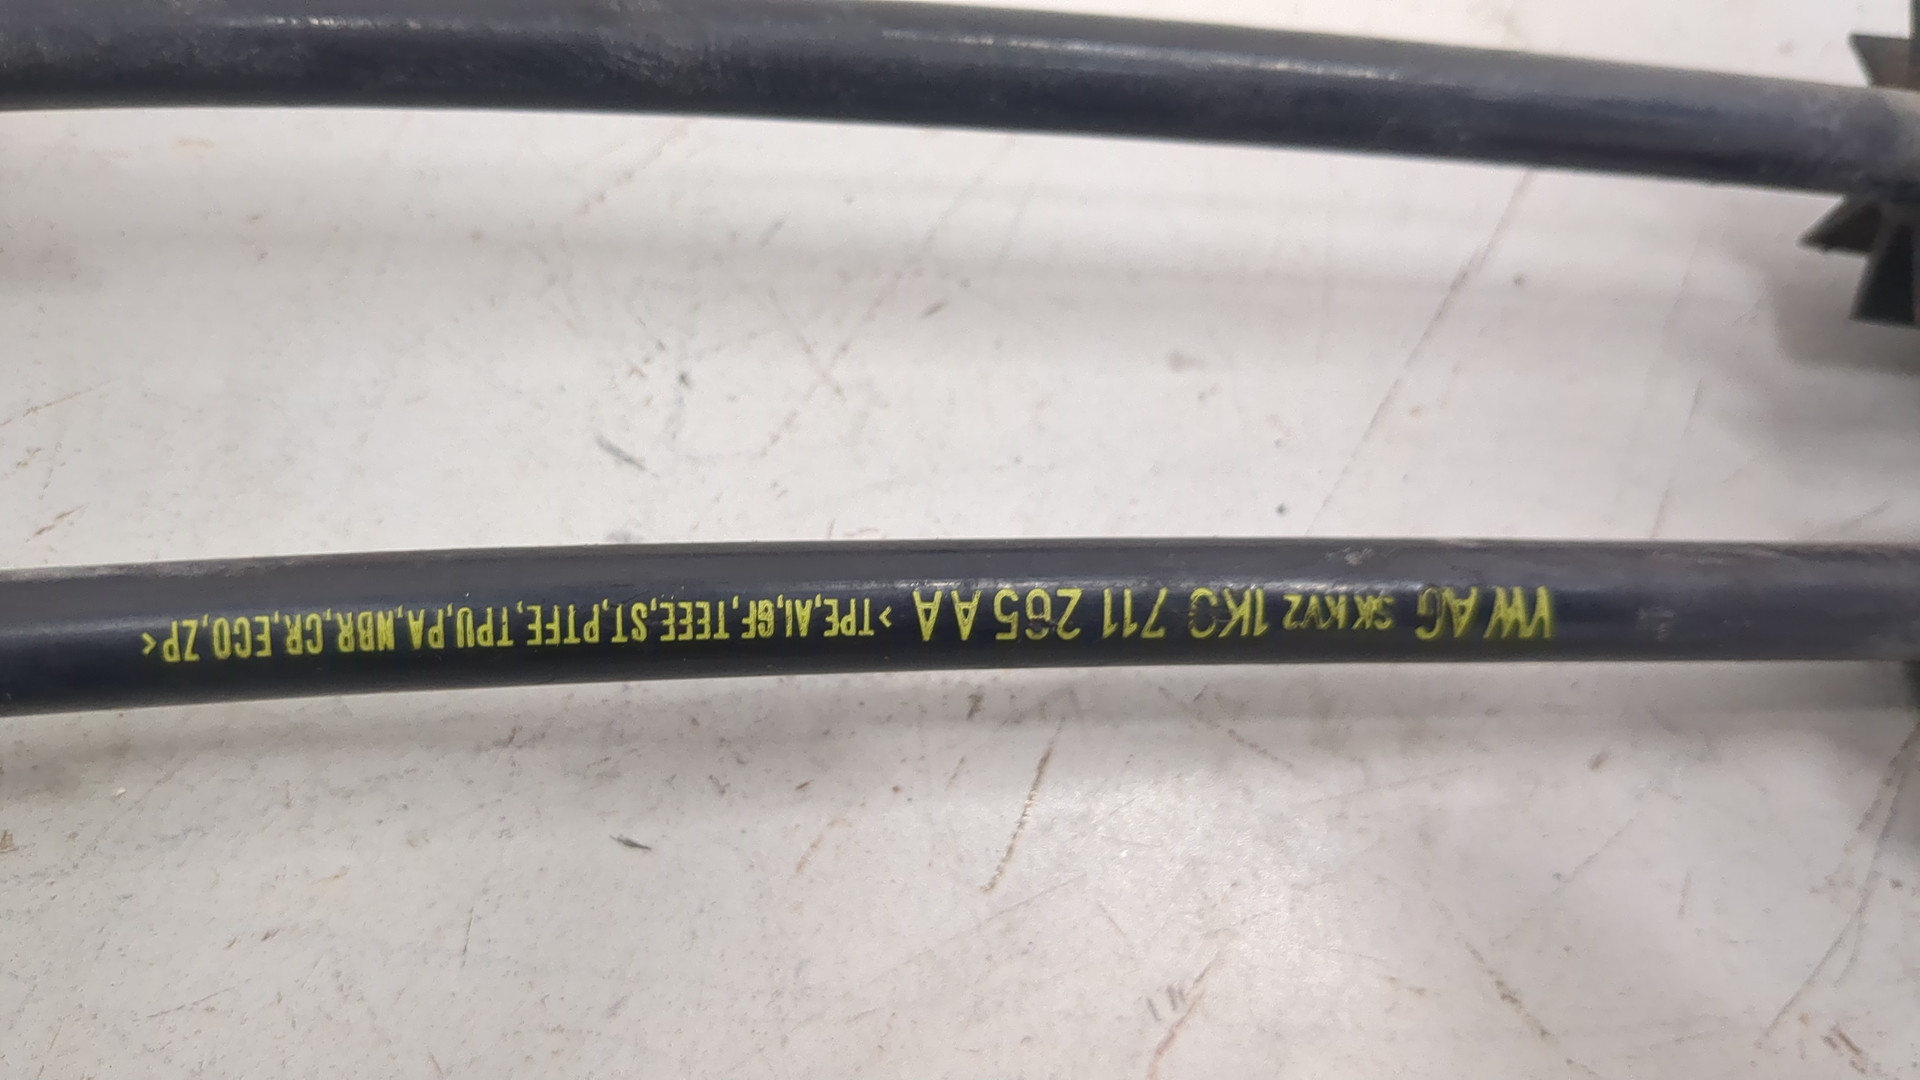 VW AG SK KVZ 1K0 711 265 AA >TPE,Al,GF,TEEE,ST,PTFE,TPU,PA,NBR,CR,ECO,ZP<